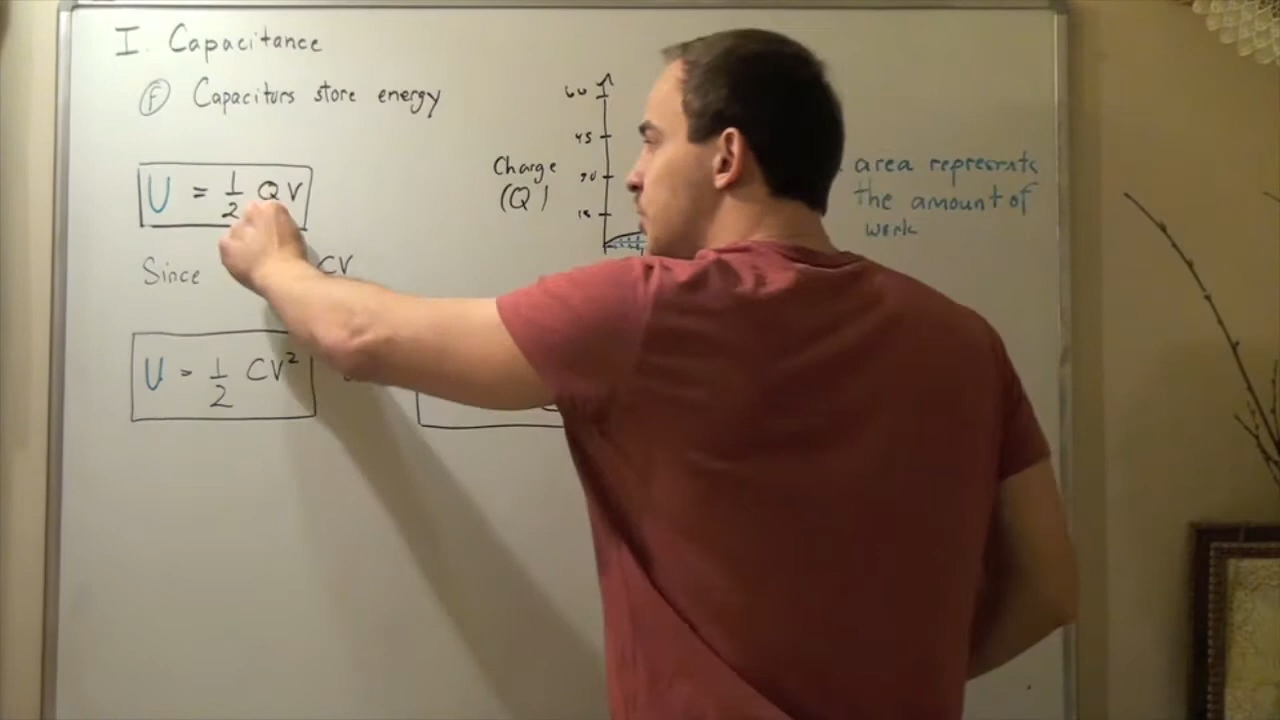 I. Capacitance
(F) Capacitors store energy
U = 1/2 QV
Since CV
U = 1/2 CV²
60
45
30
15
Charge
(Q)
area represents
the amount of
work